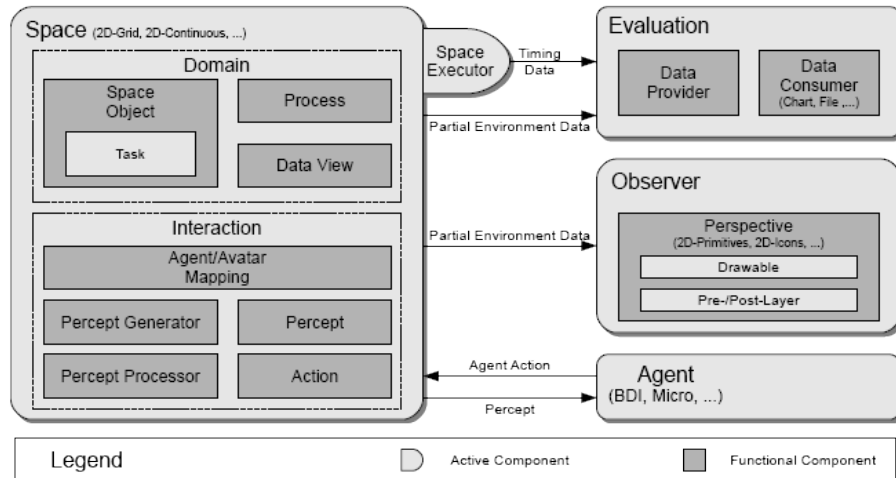 Space (2D-Grid, 2D-Continuous, ...)
Domain
Space
Object
Task
Process
Data View
Interaction
Agent/Avatar
Mapping
Percept Generator
Percept
Percept Processor
Action
Space
Executor
Timing
Data
Partial Environment Data
Partial Environment Data
Agent Action
Percept
Evaluation
Data
Provider
Data
Consumer
(Chart, File ,...)
Observer
Perspective
(2D-Primitives, 2D-Icons, ...)
Drawable
Pre-/Post-Layer
Agent
(BDI, Micro, ...)
Legend
Active Component
Functional Component